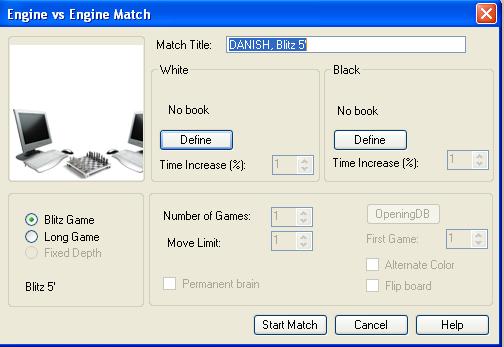 Engine vs Engine Match
Match Title: DANISH, Blitz 5'
White
No book
Define
Time Increase (%): 1
Black
No book
Define
Time Increase (%): 1
Blitz Game
Long Game
Fixed Depth
Blitz 5'
Number of Games: 1
Move Limit: 1
Permanent brain
OpeningDB
First Game: 1
Alternate Color
Flip board
Start Match Cancel Help